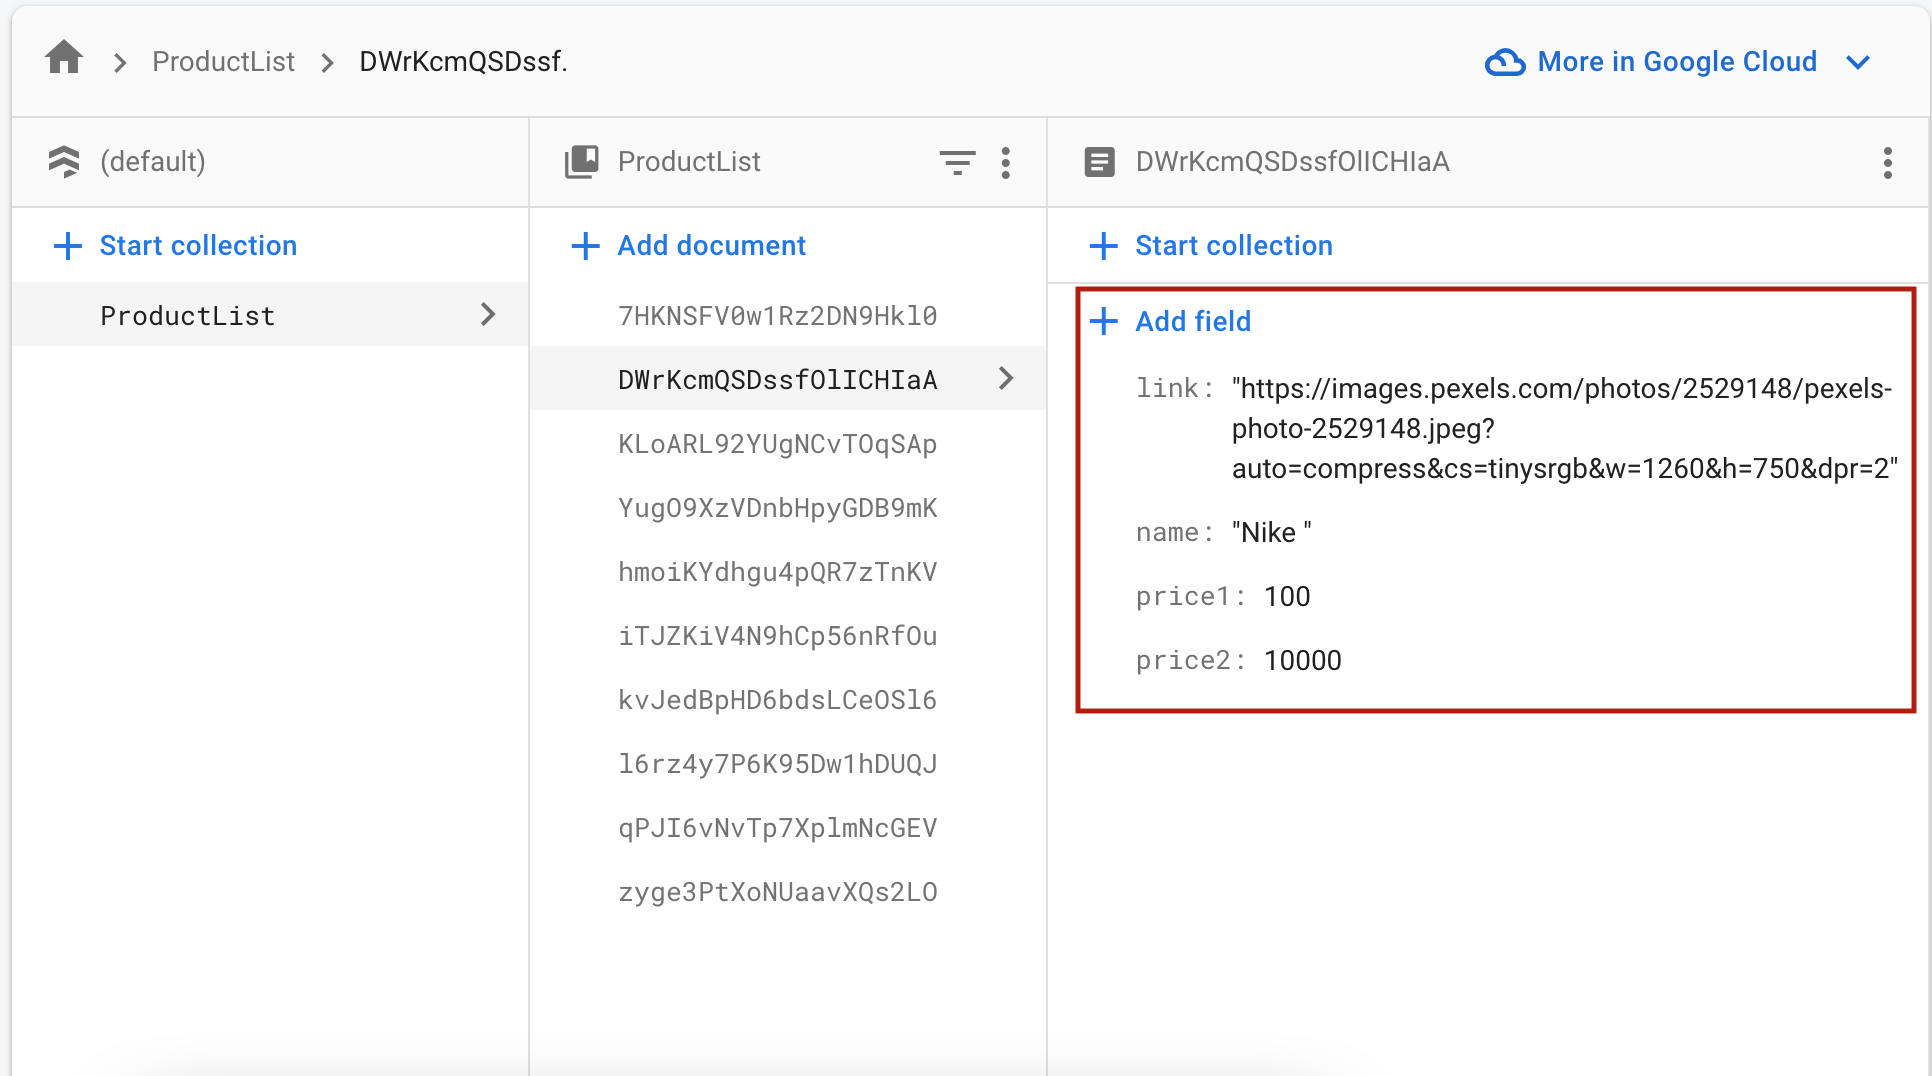 ProductList
DWrKcmQSDssf.
More in Google Cloud
(default)
Start collection
ProductList
ProductList
Add document
7HKNSFV0w1Rz2DN9Hkl0
DWrKcmQSDssfOlICHIaA
KLoARL92YUgNCvTOqSAp
YugO9XzVDnbHpyGDB9mK
hmoiKYdhgu4pQR7zTnKV
iTJZKiV4N9hCp56nRfOu
kvJedBpHD6bdsLCeOSl6
l6rz4y7P6K95Dw1hDUQJ
qPJI6vNvTp7XplmNcGEV
zyge3PtXoNUaavXQs2LO
DWrKcmQSDssfOlICHIaA
Start collection
Add field
link: "https://images.pexels.com/photos/2529148/pexels-
photo-2529148.jpeg?
auto=compress&cs=tinysrgb&w=1260&h=750&dpr=2"
name: "Nike "
price1: 100
price2: 10000